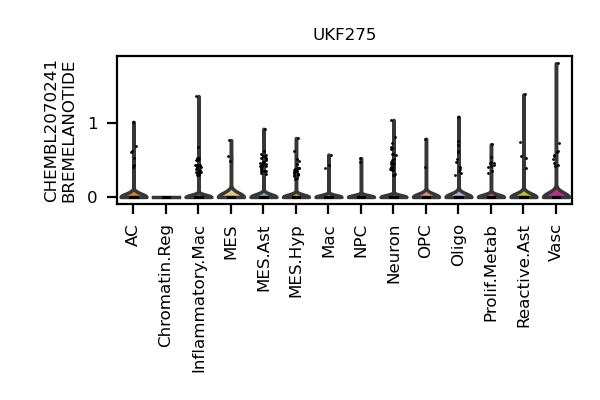 UKF275
CHEMBL2070241
BREMELANOTIDE
1
0
AC
Chromatin.Reg
Inflammatory.Mac
MES
MES.Ast
MES.Hyp
Mac
NPC
Neuron
OPC
Oligo
Prolif.Metab
Reactive.Ast
Vasc